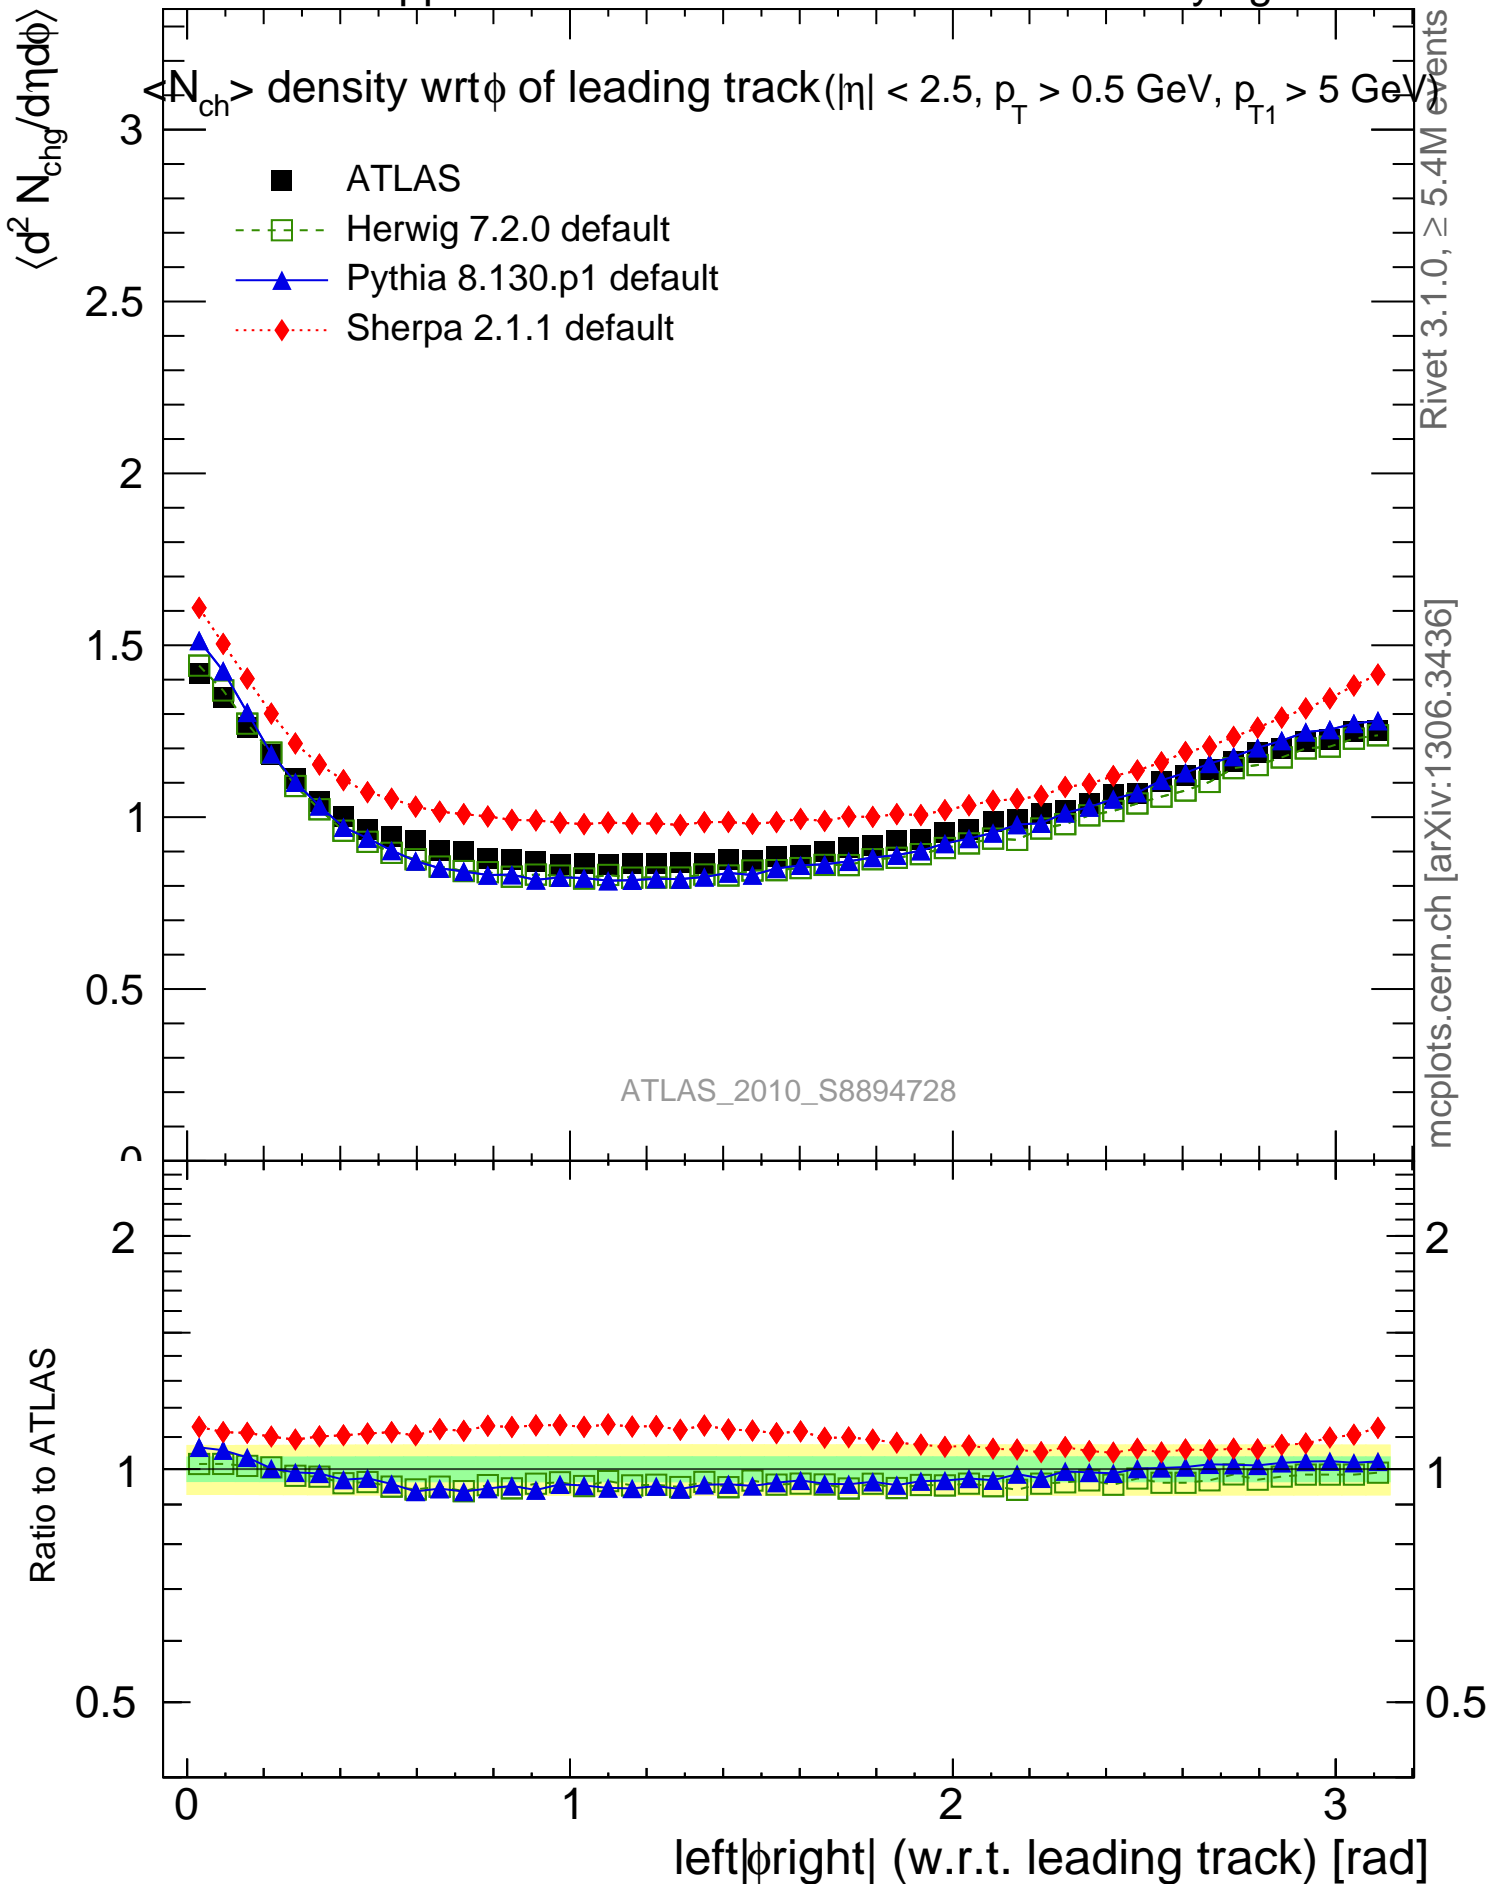 <N_ch> density wrtϕ of leading track(|η| < 2.5, p_T > 0.5 GeV, p_T1 > 5 GeV)
⟨d² N_chg/dηdϕ⟩
ATLAS
Herwig 7.2.0 default
Pythia 8.130.p1 default
Sherpa 2.1.1 default
3
2.5
2
1.5
1
0.5
0
ATLAS_2010_S8894728
Rivet 3.1.0, ≥ 5.4M events
mcplots.cern.ch [arXiv:1306.3436]
Ratio to ATLAS
2
1
0.5
2
1
0.5
0 1 2 3
left|ϕright| (w.r.t. leading track) [rad]